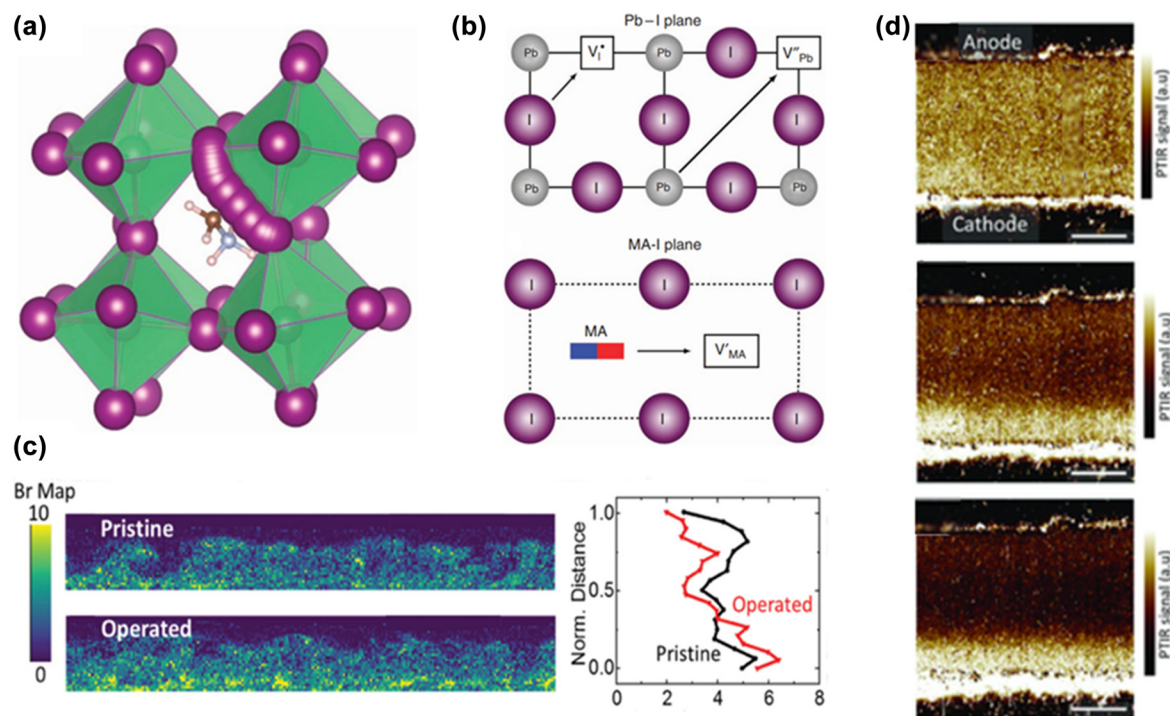 (a)
(b)
Pb–I plane
Pb
V•I
Pb
I
V″Pb
I
I
I
Pb
I
Pb
I
Pb
MA-I plane
I
I
I
MA
V′MA
I
I
I
(c)
Br Map
10
0
Pristine
Operated
Norm. Distance
1.0
0.5
0.0
Operated
Pristine
0
2
4
6
8
(d)
Anode
Cathode
PTIR signal (a.u)
PTIR signal (a.u)
PTIR signal (a.u)